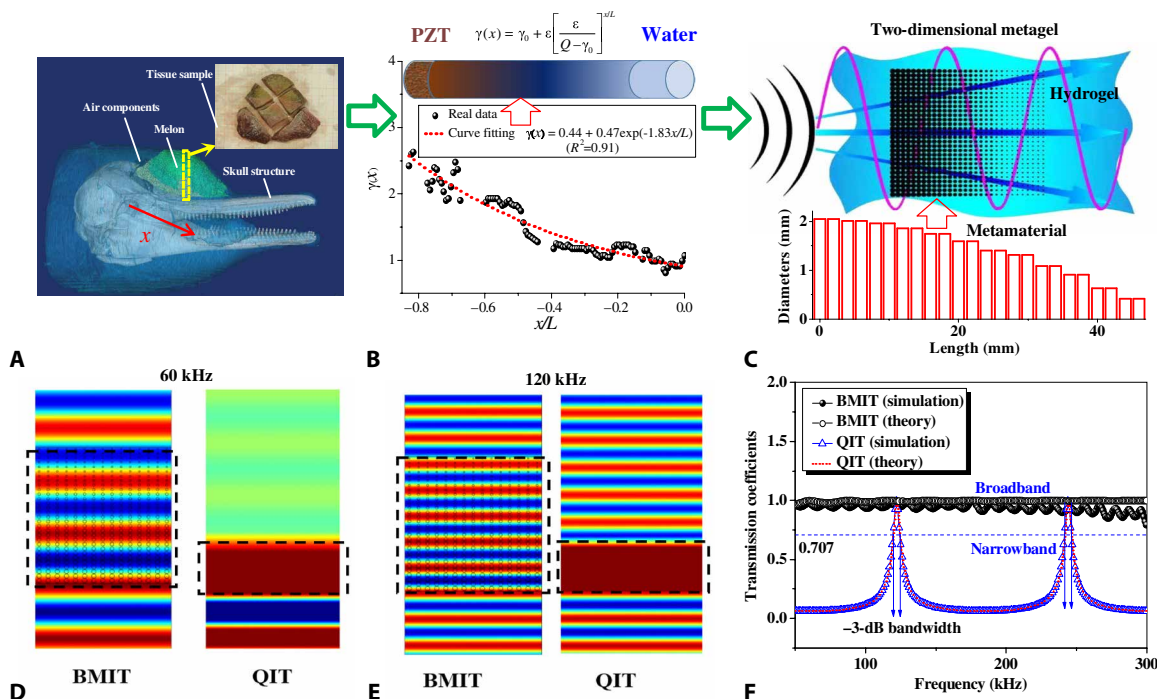 Tissue sample
Air components
Melon
Skull structure
x
A
PZT
γ(x) = γ₀ + ε[ε/(Q−γ₀)]^(x/L)
Water
Real data
Curve fitting γ(x) = 0.44 + 0.47exp(-1.83x/L)
(R²=0.91)
γ(x)
4
3
2
1
−0.8
−0.6
−0.4
−0.2
0.0
x/L
B
Two-dimensional metagel
Hydrogel
Metamaterial
Diameters (mm)
2
1
0
0
20
40
Length (mm)
C
60 kHz
BMIT
QIT
D
120 kHz
BMIT
QIT
E
Transmission coefficients
2.0
1.5
1.0
0.5
0.0
BMIT (simulation)
BMIT (theory)
QIT (simulation)
QIT (theory)
Broadband
0.707
Narrowband
−3-dB bandwidth
100
200
300
Frequency (kHz)
F